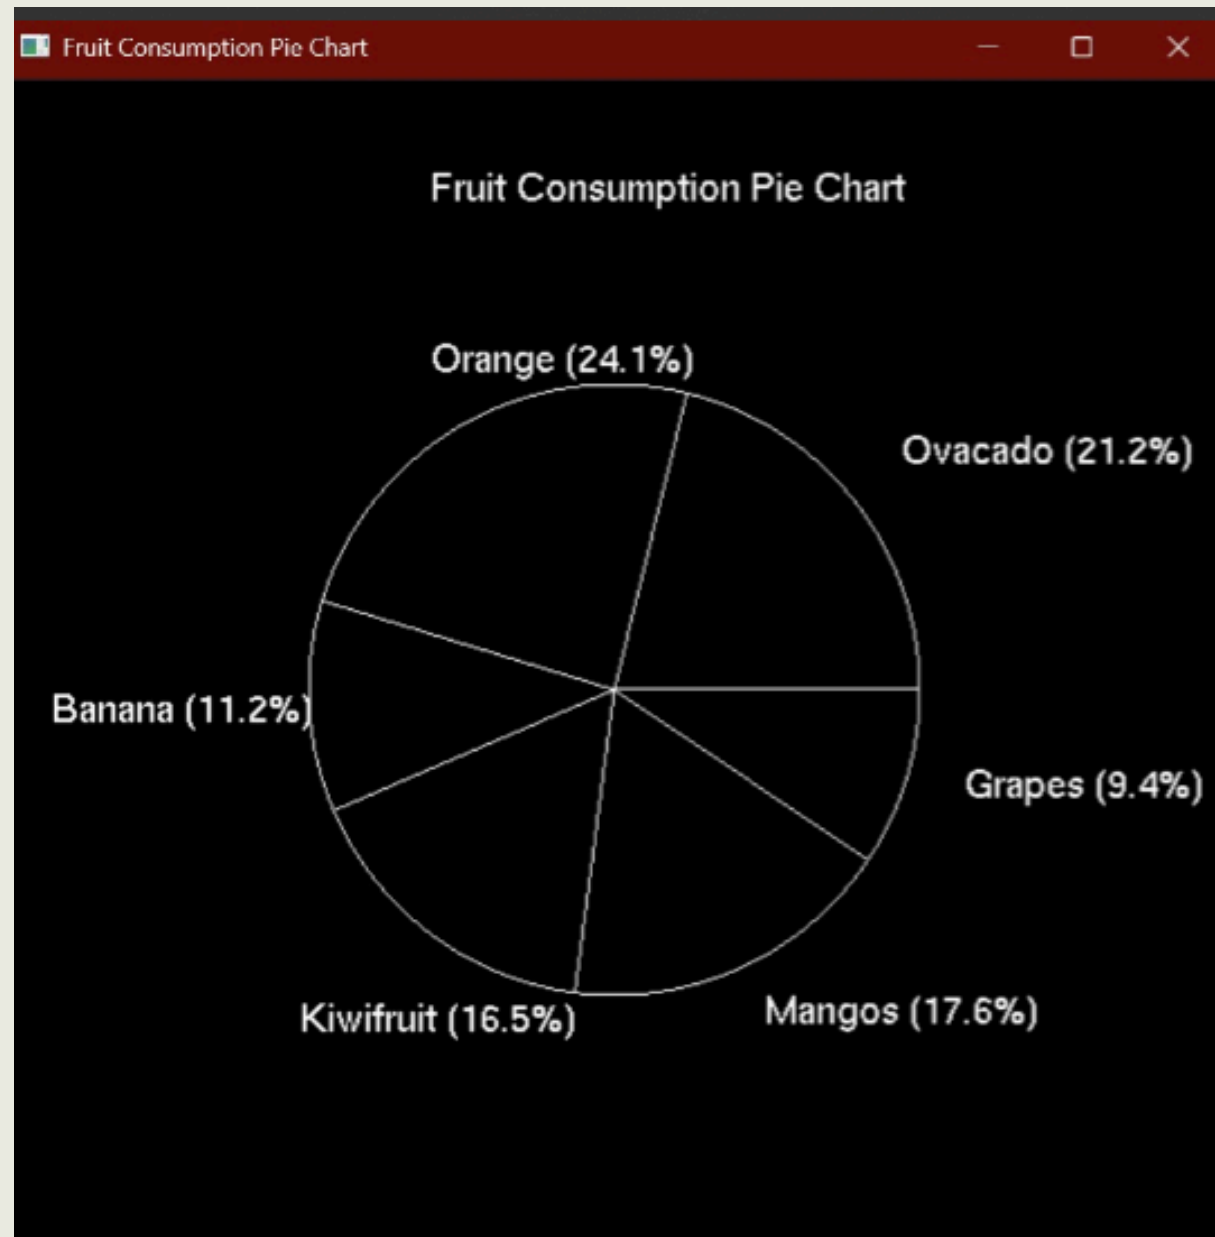 Fruit Consumption Pie Chart
Fruit Consumption Pie Chart
Orange (24.1%)
Ovacado (21.2%)
Banana (11.2%)
Grapes (9.4%)
Kiwifruit (16.5%)
Mangos (17.6%)